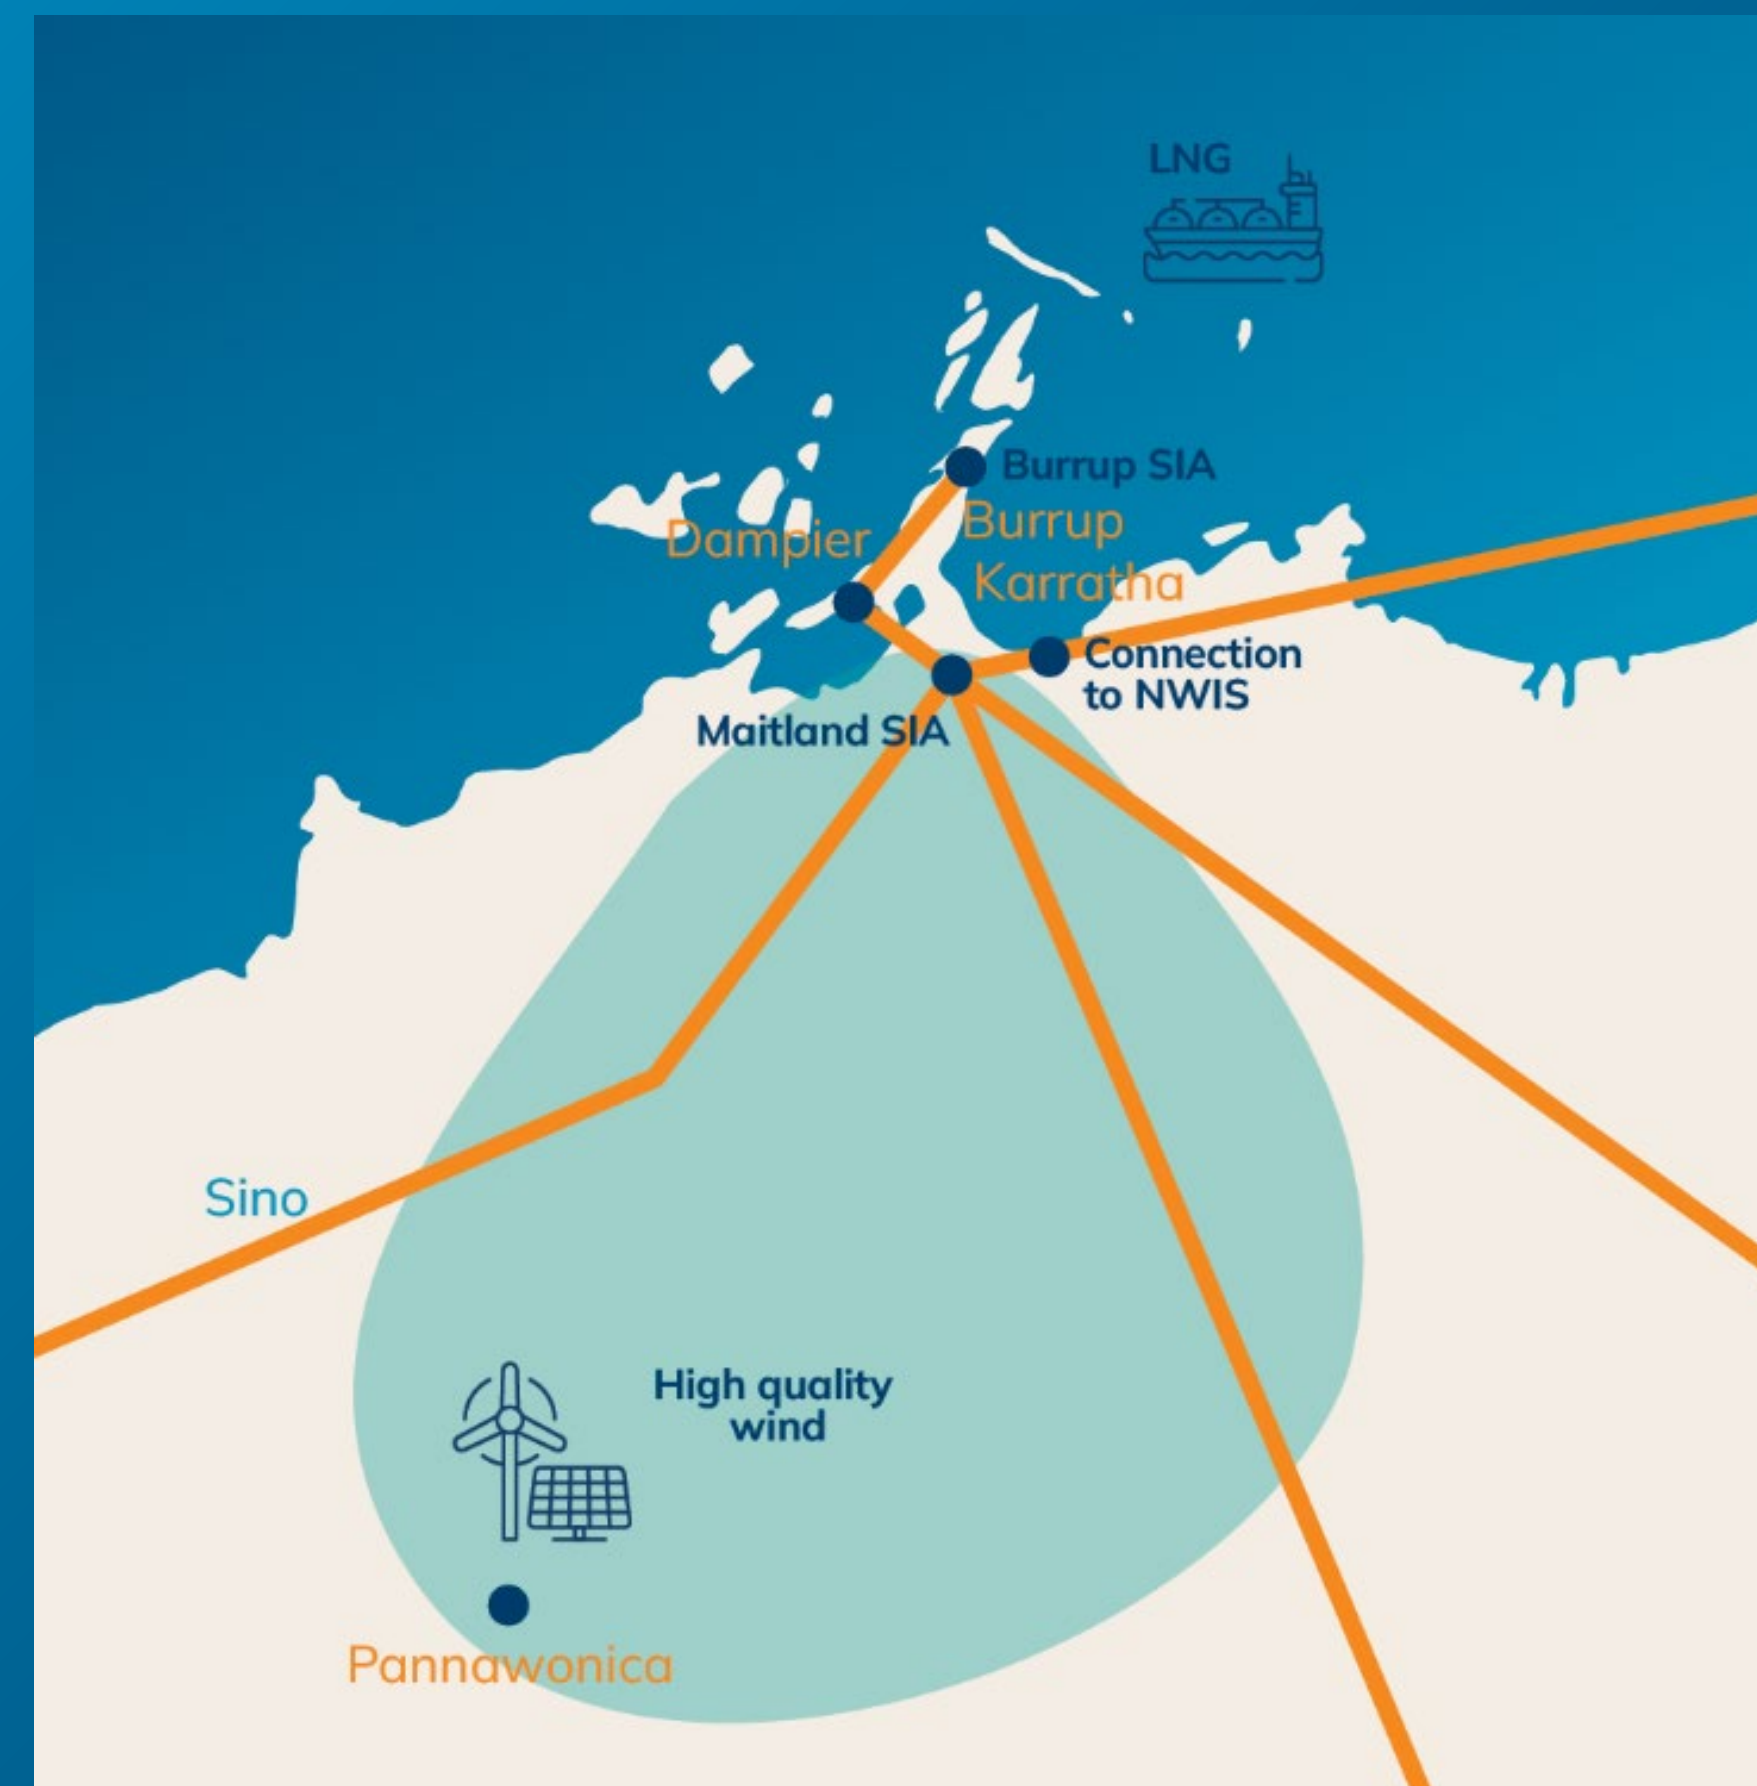 LNG
Burrup SIA
Burrup
Dampier
Karratha
Connection
to NWIS
Maitland SIA
Sino
High quality
wind
Pannawonica